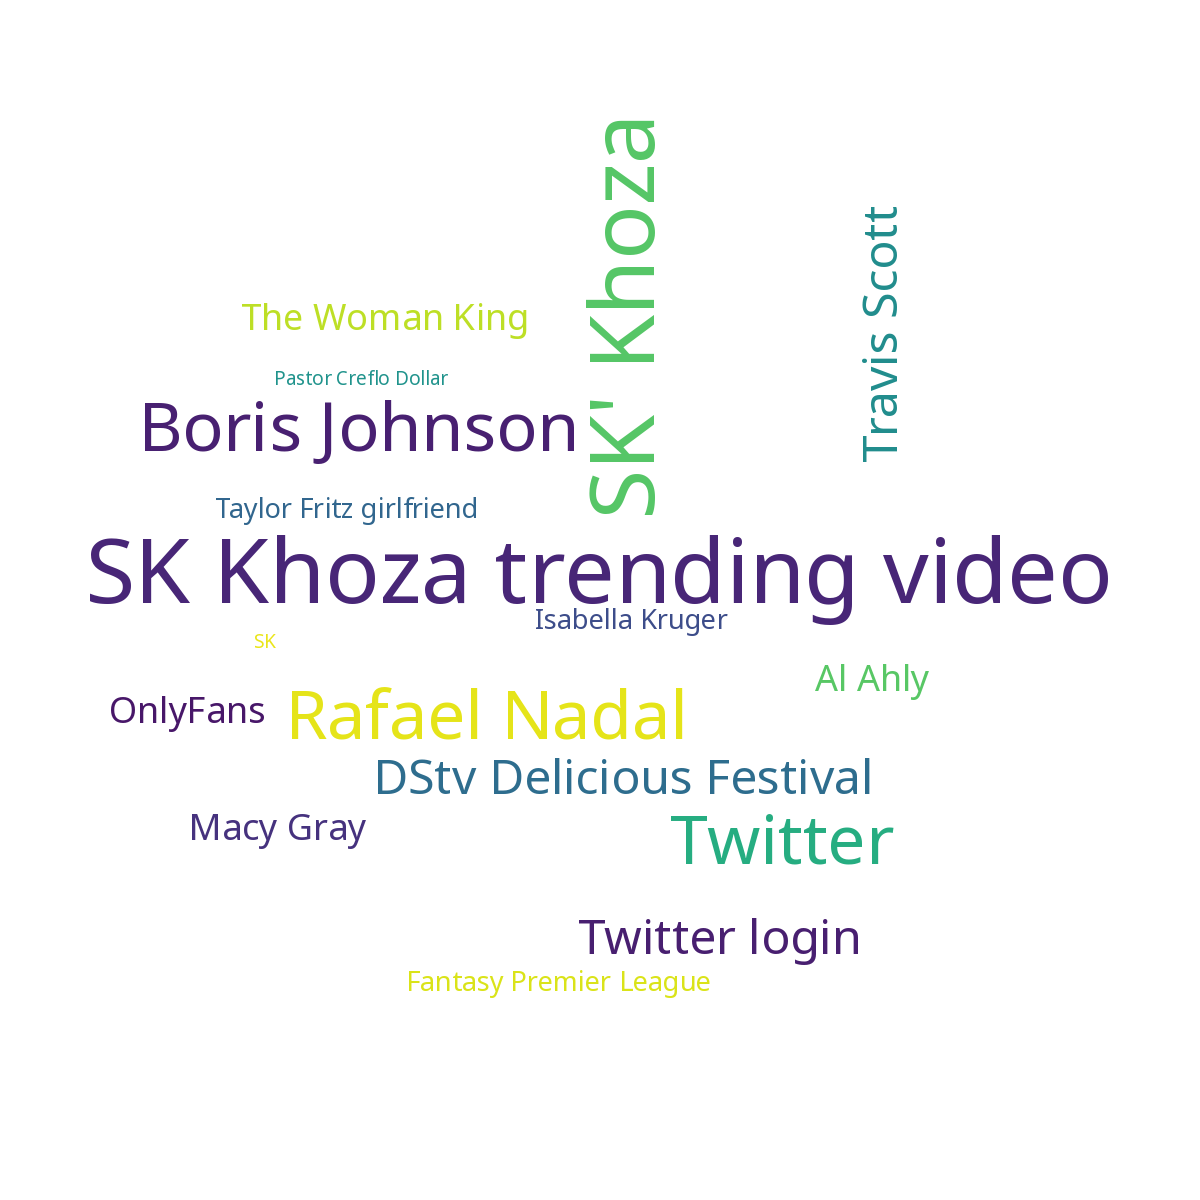 SK' Khoza
Travis Scott
The Woman King
Pastor Creflo Dollar
Boris Johnson
Taylor Fritz girlfriend
SK Khoza trending video
Isabella Kruger
SK
Al Ahly
OnlyFans
Rafael Nadal
DStv Delicious Festival
Macy Gray
Twitter
Twitter login
Fantasy Premier League